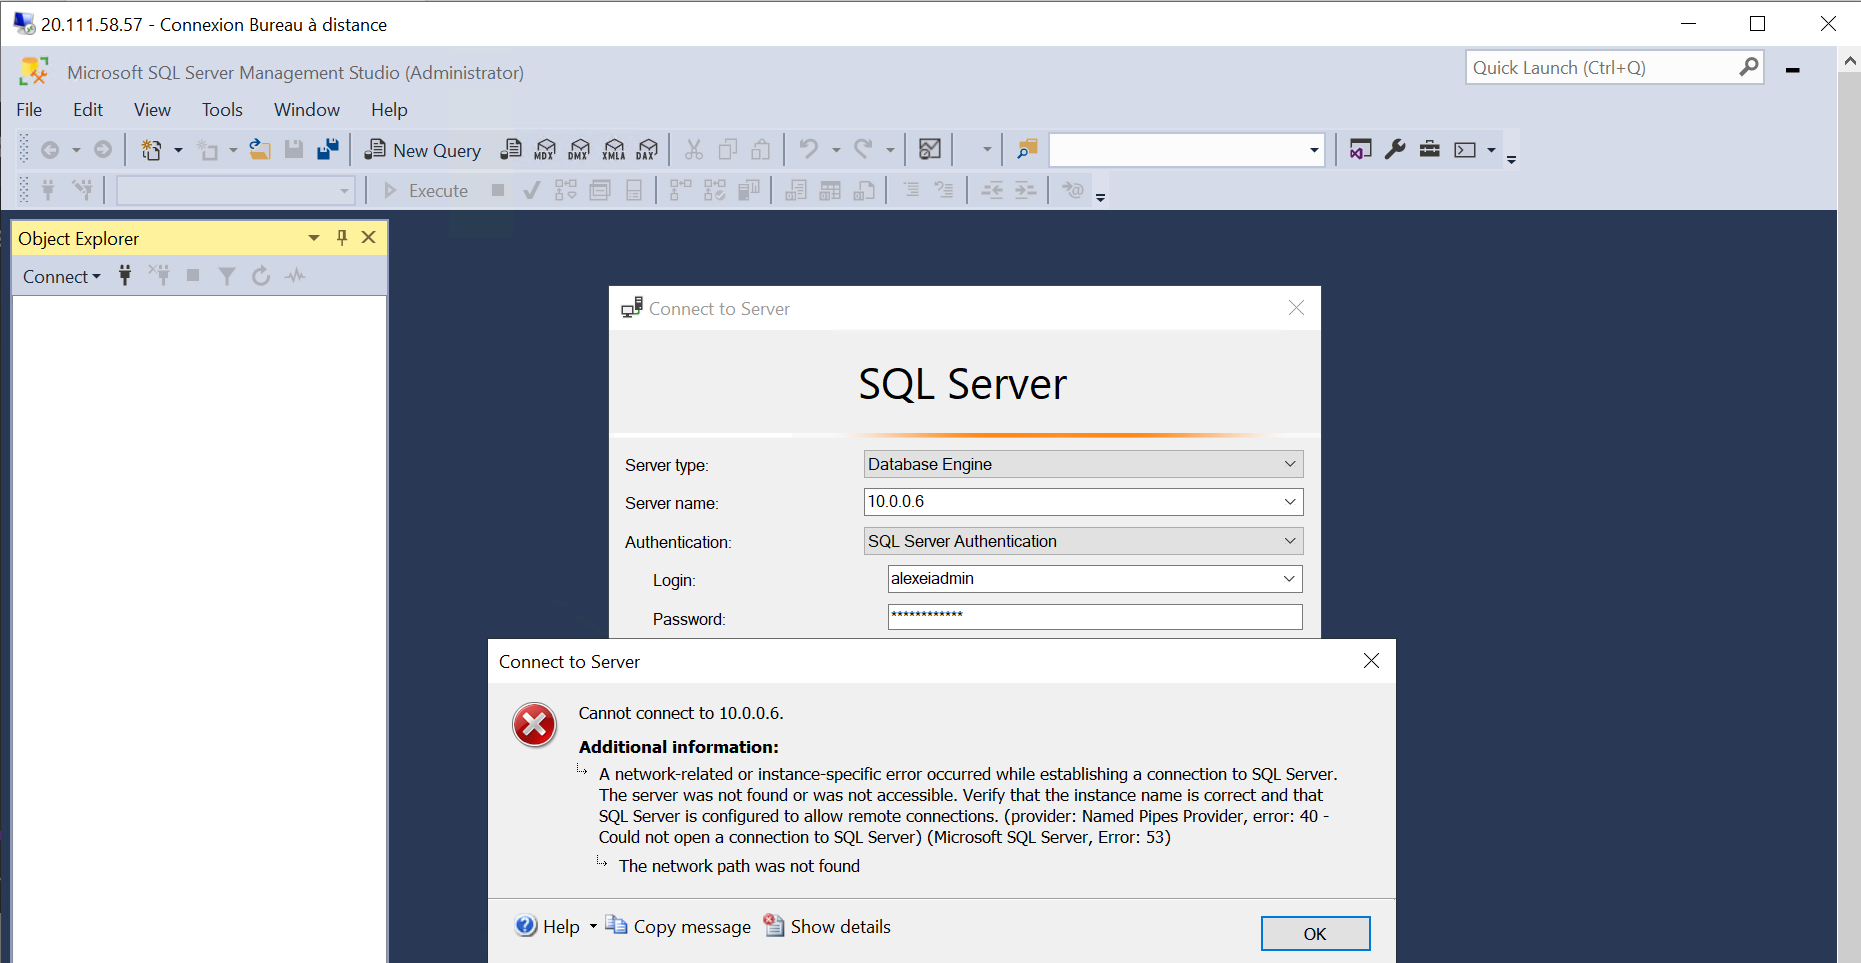 20.111.58.57 - Connexion Bureau à distance
Microsoft SQL Server Management Studio (Administrator)
Quick Launch (Ctrl+Q)
File Edit View Tools Window Help
New Query MDX DMX XMLA DAX
Execute
Object Explorer
Connect
Connect to Server
SQL Server
Server type: Database Engine
Server name: 10.0.0.6
Authentication: SQL Server Authentication
Login: alexeiadmin
Password: ************
Connect to Server
Cannot connect to 10.0.0.6.
Additional information:
A network-related or instance-specific error occurred while establishing a connection to SQL Server.
The server was not found or was not accessible. Verify that the instance name is correct and that
SQL Server is configured to allow remote connections. (provider: Named Pipes Provider, error: 40 -
Could not open a connection to SQL Server) (Microsoft SQL Server, Error: 53)
The network path was not found
Help Copy message Show details
OK